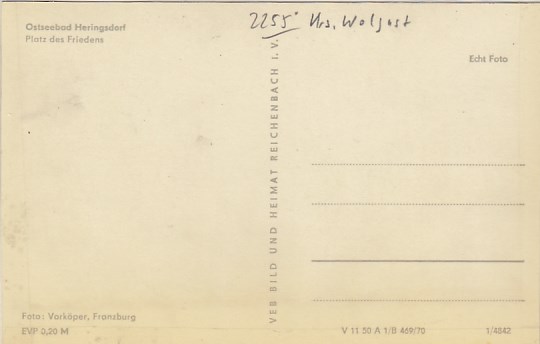 Ostseebad Heringsdorf
Platz des Friedens
2255 Krs. Wolgast
Echt Foto
VEB BILD UND HEIMAT REICHENBACH I. V.
Foto: Vorköper, Franzburg
EVP 0,20 M
V 11 50 A 1/B 469/70
1/4842